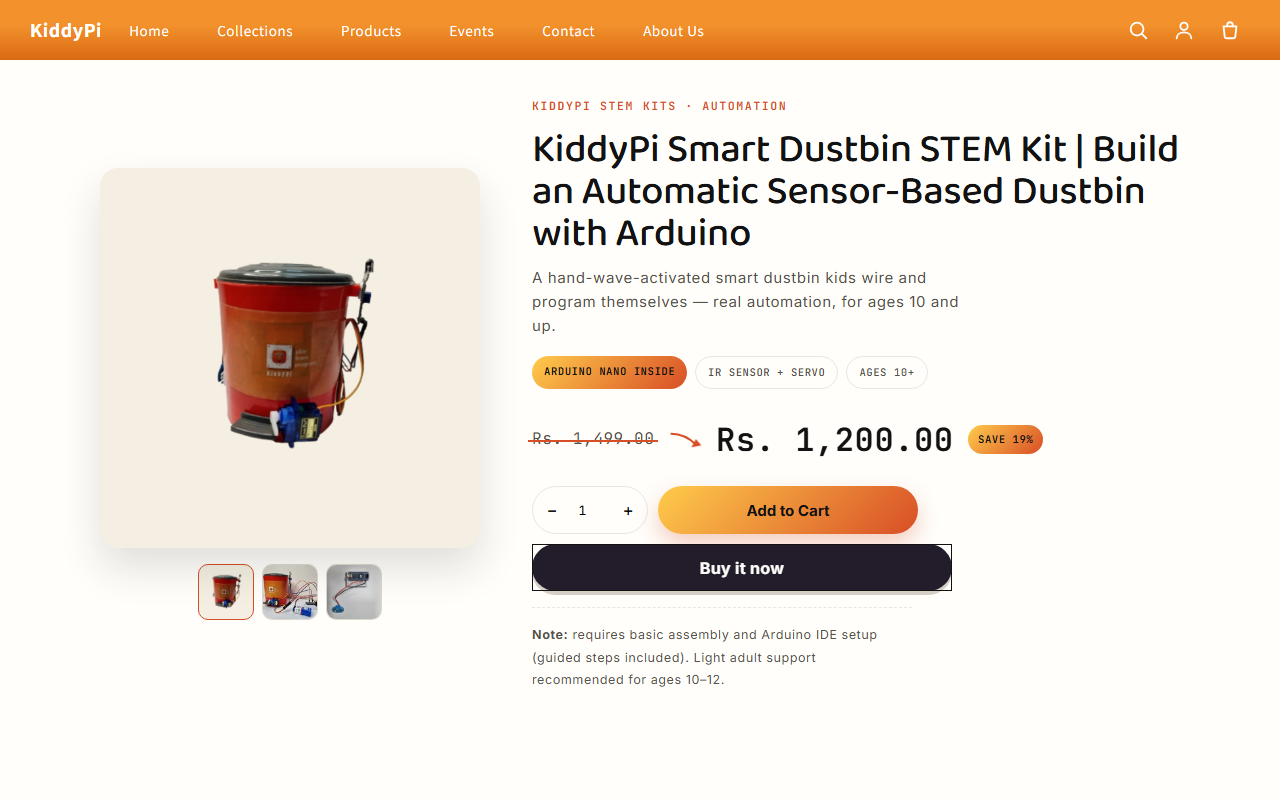 KiddyPi Home Collections Products Events Contact About Us
KIDDYPI STEM KITS · AUTOMATION
KiddyPi Smart Dustbin STEM Kit | Build
an Automatic Sensor-Based Dustbin
with Arduino
A hand-wave-activated smart dustbin kids wire and
program themselves — real automation, for ages 10 and
up.
ARDUINO NANO INSIDE IR SENSOR + SERVO AGES 10+
Rs. 1,499.00 Rs. 1,200.00 SAVE 19%
− 1 + Add to Cart
Buy it now
Note: requires basic assembly and Arduino IDE setup
(guided steps included). Light adult support
recommended for ages 10–12.